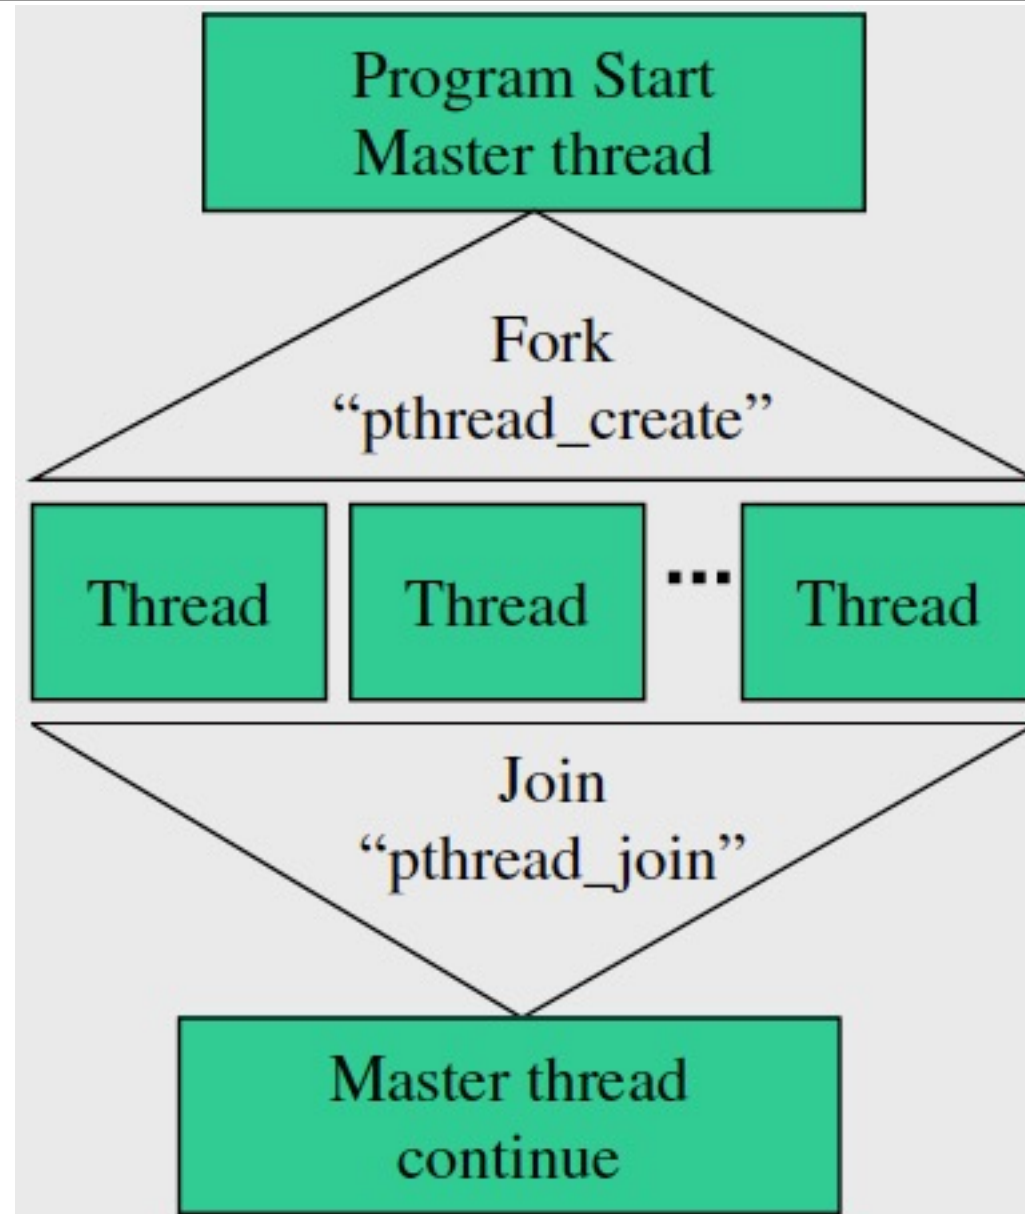 Program Start
Master thread
Fork
“pthread_create”
Thread
Thread
...
Thread
Join
“pthread_join”
Master thread
continue